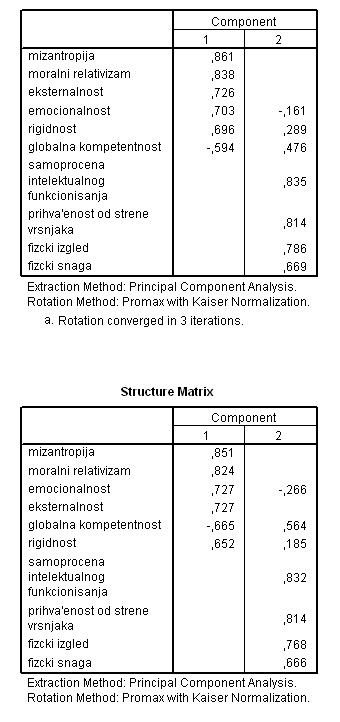 Component
1 2
mizantropija ,861
moralni relativizam ,838
eksternalnost ,726
emocionalnost ,703 -,161
rigidnost ,696 ,289
globalna kompetentnost -,594 ,476
samoprocena
intelektualnog
funkcionisanja ,835
prihva'enost od strene
vrsnjaka ,814
fizcki izgled ,786
fizcki snaga ,669
Extraction Method: Principal Component Analysis.
Rotation Method: Promax with Kaiser Normalization.
a. Rotation converged in 3 iterations.
Structure Matrix
Component
1 2
mizantropija ,851
moralni relativizam ,824
emocionalnost ,727 -,266
eksternalnost ,727
globalna kompetentnost -,665 ,564
rigidnost ,652 ,185
samoprocena
intelektualnog
funkcionisanja ,832
prihva'enost od strene
vrsnjaka ,814
fizcki izgled ,768
fizcki snaga ,666
Extraction Method: Principal Component Analysis.
Rotation Method: Promax with Kaiser Normalization.